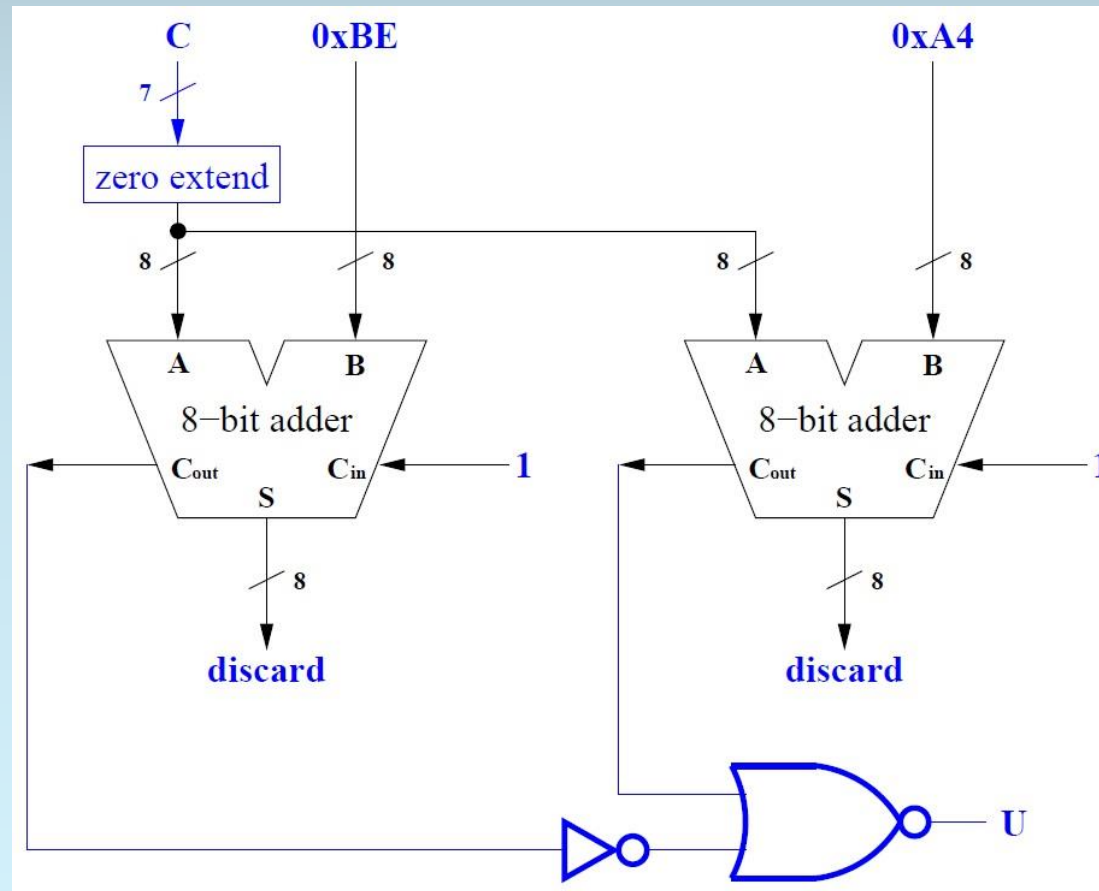 C 0xBE 0xA4
7
zero extend
8 8 8 8
A B A B
8−bit adder 8−bit adder
Cout Cin 1 Cout Cin 1
S S
8 8
discard discard
U